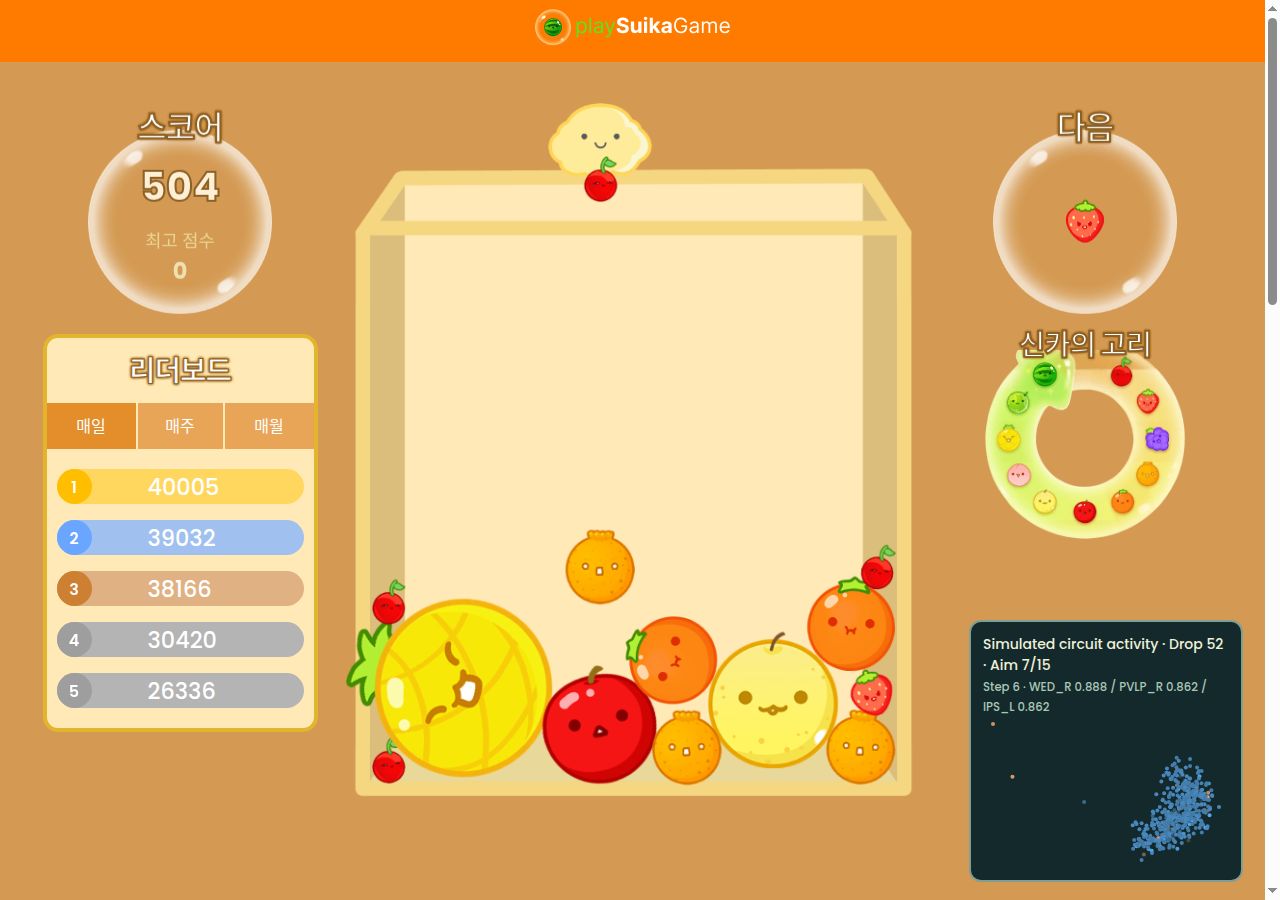 playSuikaGame
스코어
504
최고 점수
0
리더보드
매일
매주
매월
1
40005
2
39032
3
38166
4
30420
5
26336
다음
신카의 고리
Simulated circuit activity · Drop 52
· Aim 7/15
Step 6 · WED_R 0.888 / PVLP_R 0.862 /
IPS_L 0.862